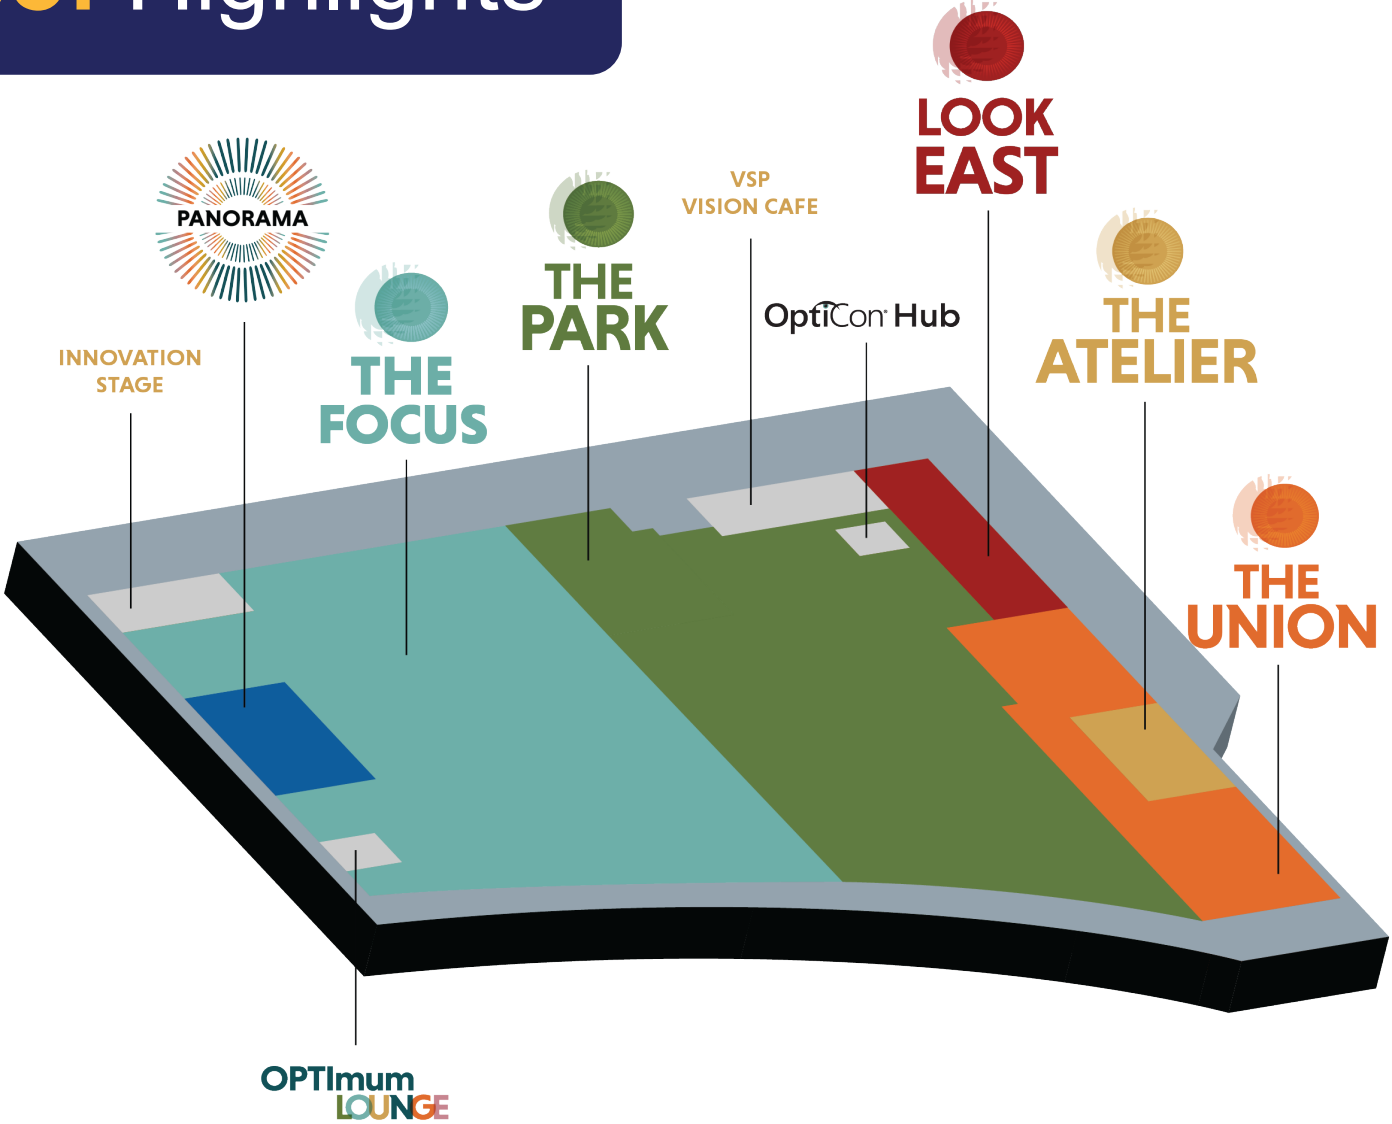 Highlights
LOOK
EAST
PANORAMA
VSP
VISION CAFE
THE
PARK
OptiCon Hub
THE
ATELIER
INNOVATION
STAGE
THE
FOCUS
THE
UNION
OPTImum
LOUNGE